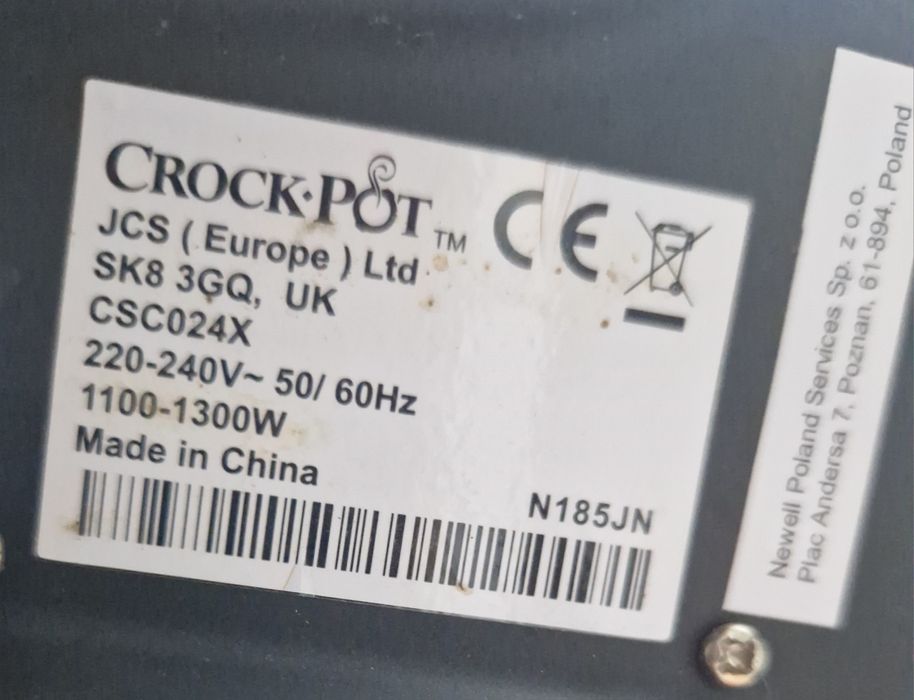 CROCK·POT™
CE
JCS ( Europe ) Ltd
SK8 3GQ, UK
CSC024X
220-240V~ 50/ 60Hz
1100-1300W
Made in China
N185JN
Newell Poland Services Sp. z o.o.
Plac Andersa 7, Poznan, 61-894, Poland